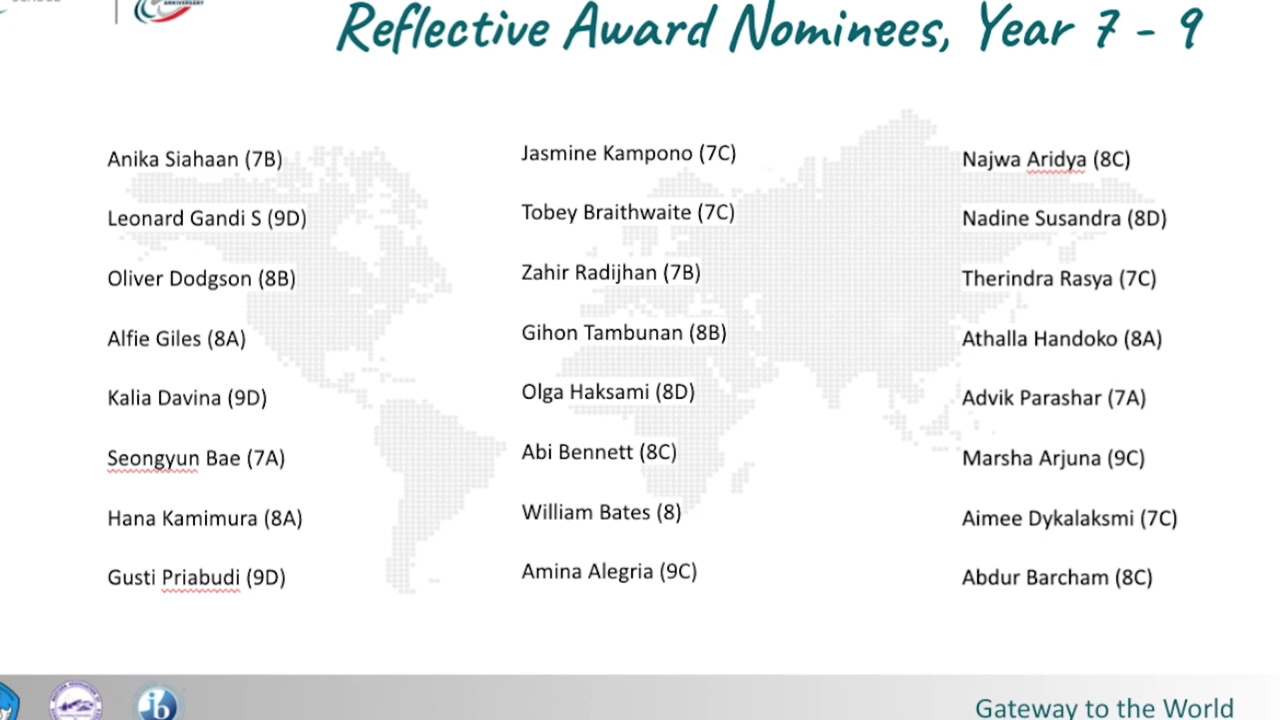 Reflective Award Nominees, Year 7 - 9
Anika Siahaan (7B)
Leonard Gandi S (9D)
Oliver Dodgson (8B)
Alfie Giles (8A)
Kalia Davina (9D)
Seongyun Bae (7A)
Hana Kamimura (8A)
Gusti Priabudi (9D)
Jasmine Kampono (7C)
Tobey Braithwaite (7C)
Zahir Radijhan (7B)
Gihon Tambunan (8B)
Olga Haksami (8D)
Abi Bennett (8C)
William Bates (8)
Amina Alegria (9C)
Najwa Aridya (8C)
Nadine Susandra (8D)
Therindra Rasya (7C)
Athalla Handoko (8A)
Advik Parashar (7A)
Marsha Arjuna (9C)
Aimee Dykalaksmi (7C)
Abdur Barcham (8C)
ib
Gateway to the World